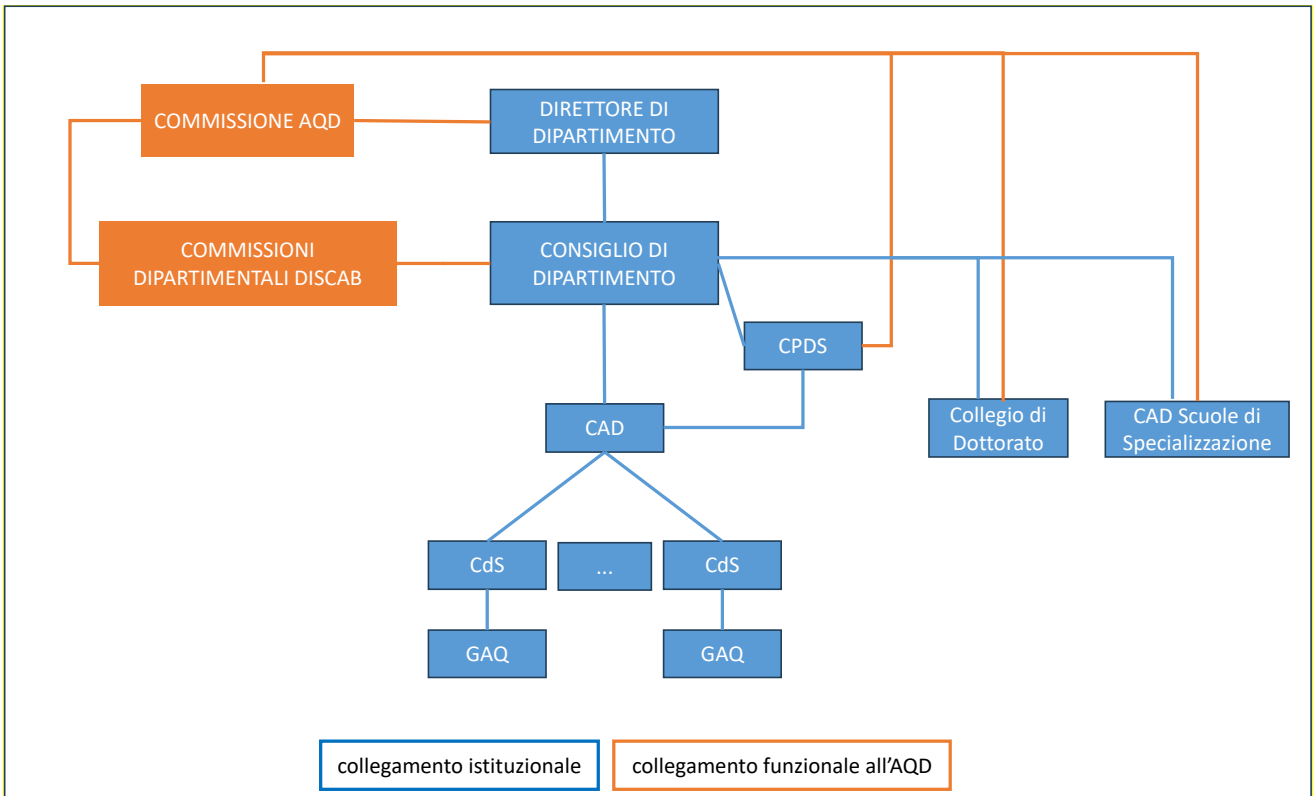 COMMISSIONE AQD
DIRETTORE DI
DIPARTIMENTO
COMMISSIONI
DIPARTIMENTALI DISCAB
CONSIGLIO DI
DIPARTIMENTO
CPDS
CAD
Collegio di
Dottorato
CAD Scuole di
Specializzazione
CdS
...
CdS
GAQ
GAQ
collegamento istituzionale
collegamento funzionale all’AQD